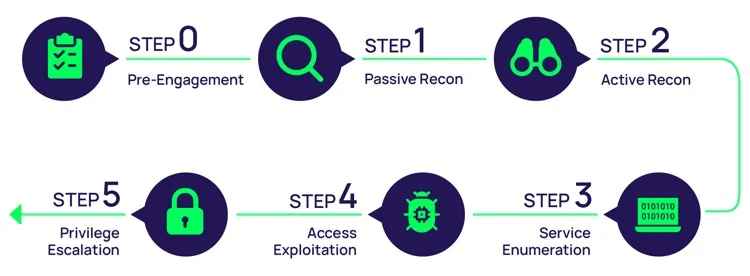 STEP 0
Pre-Engagement
STEP 1
Passive Recon
STEP 2
Active Recon
STEP 3
Service
Enumeration
0101010
0101010
STEP 4
Access
Exploitation
STEP 5
Privilege
Escalation